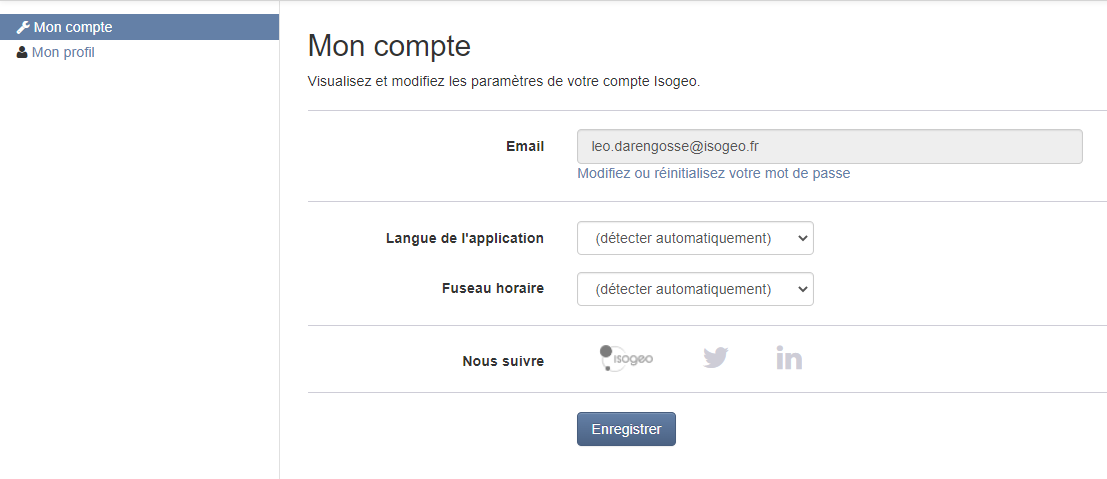 Mon compte
Mon profil
Mon compte
Visualisez et modifiez les paramètres de votre compte Isogeo.
Email
leo.darengosse@isogeo.fr
Modifiez ou réinitialisez votre mot de passe
Langue de l'application
(détecter automatiquement)
Fuseau horaire
(détecter automatiquement)
Nous suivre
isogeo
in
Enregistrer